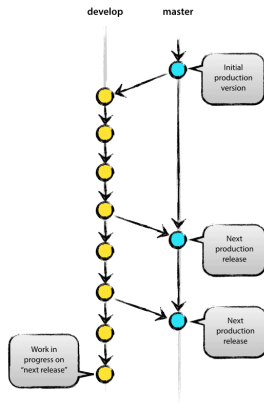 develop
master
Initial
production
version
Next
production
release
Next
production
release
Work in
progress on
"next release"